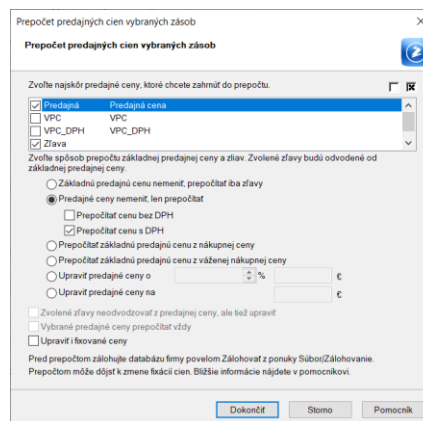 Prepočet predajných cien vybraných zásob
Prepočet predajných cien vybraných zásob
Zvoľte najskôr predajné ceny, ktoré chcete zahrnúť do prepočtu.
Predajná Predajná cena
VPC VPC
VPC_DPH VPC_DPH
Zľava
Zvoľte spôsob prepočtu základnej predajnej ceny a zliav. Zvolené zľavy budú odvodené od
základnej predajnej ceny.
Základnú predajnú cenu nemeniť, prepočítať iba zľavy
Predajné ceny nemeniť, len prepočítať
Prepočítať cenu bez DPH
Prepočítať cenu s DPH
Prepočítať základnú predajnú cenu z nákupnej ceny
Prepočítať základnú predajnú cenu z váženej nákupnej ceny
Upraviť predajné ceny o % €
Upraviť predajné ceny na €
Zvolené zľavy neodvodzovať z predajnej ceny, ale tiež upraviť
Vybrané predajné ceny prepočítať vždy
Upraviť i fixované ceny
Pred prepočtom zálohujte databázu firmy povelom Zálohovať z ponuky Súbor/Zálohovanie.
Prepočtom môže dôjsť k zmene fixácií cien. Bližšie informácie nájdete v pomocníkovi.
Dokončiť Storno Pomocník